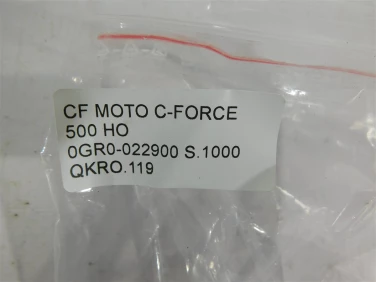 CF MOTO C-FORCE
500 HO
0GR0-022900 S.1000
QKRO.119